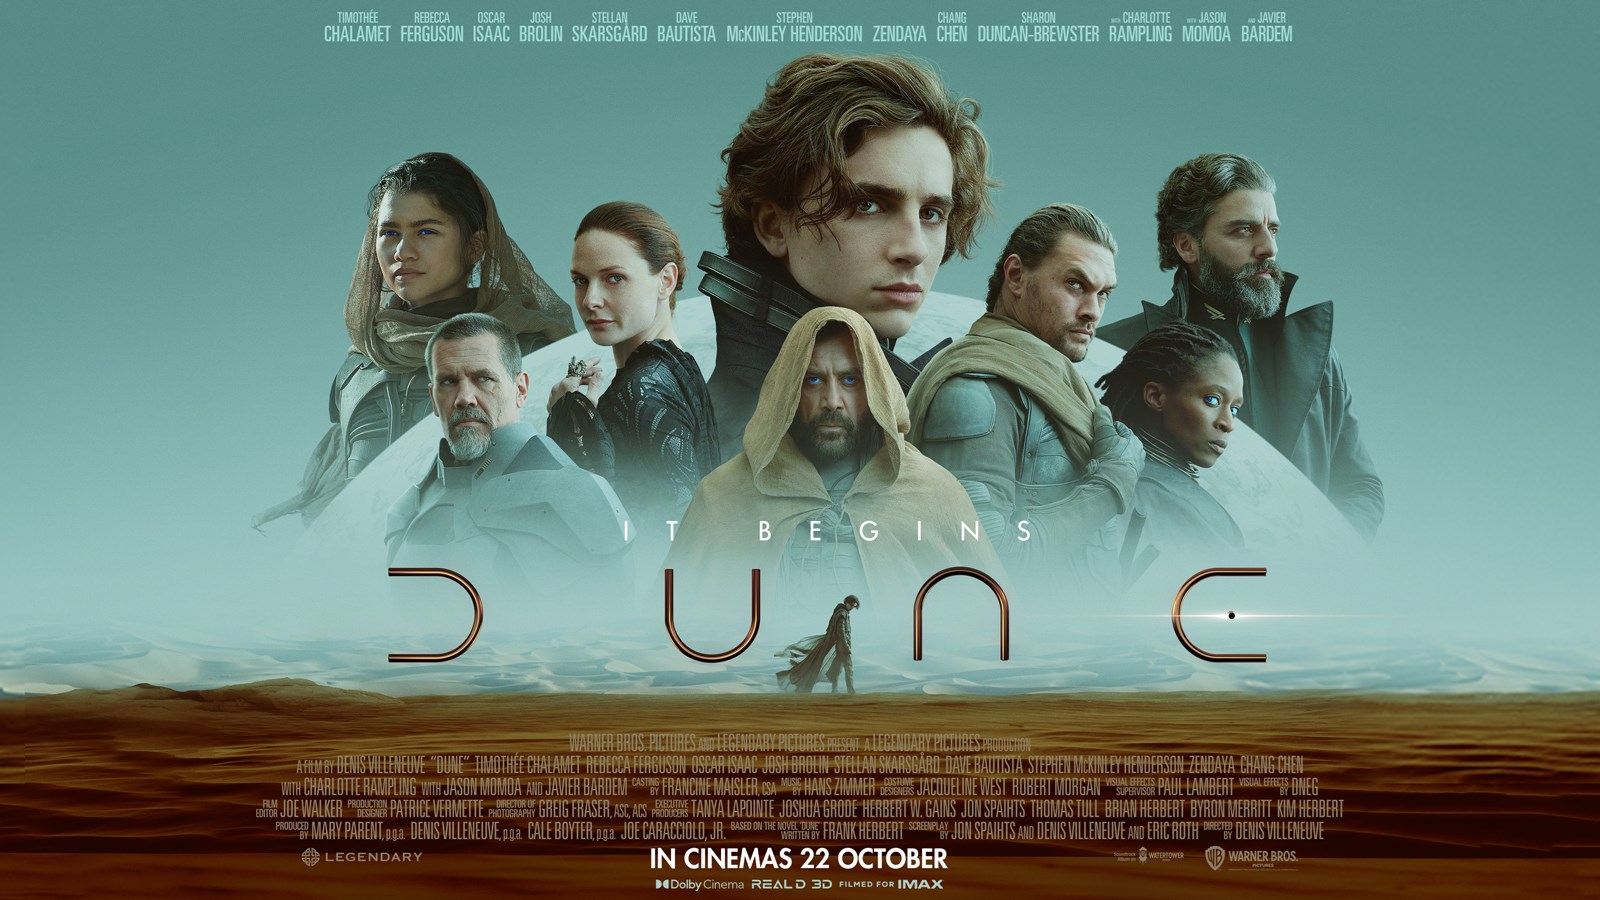 TIMOTHÉE CHALAMET REBECCA FERGUSON OSCAR ISAAC JOSH BROLIN STELLAN SKARSGÅRD DAVE BAUTISTA STEPHEN McKINLEY HENDERSON ZENDAYA CHANG CHEN SHARON DUNCAN-BREWSTER WITH CHARLOTTE RAMPLING WITH JASON MOMOA AND JAVIER BARDEM
IT BEGINS
DUNE
WARNER BROS. PICTURES AND LEGENDARY PICTURES PRESENT A LEGENDARY PICTURES PRODUCTION
A FILM BY DENIS VILLENEUVE "DUNE" TIMOTHÉE CHALAMET REBECCA FERGUSON OSCAR ISAAC JOSH BROLIN STELLAN SKARSGÅRD DAVE BAUTISTA STEPHEN McKINLEY HENDERSON ZENDAYA CHANG CHEN
WITH CHARLOTTE RAMPLING WITH JASON MOMOA AND JAVIER BARDEM CASTING BY FRANCINE MAISLER, CSA MUSIC BY HANS ZIMMER COSTUME DESIGNERS JACQUELINE WEST ROBERT MORGAN VISUAL EFFECTS SUPERVISOR PAUL LAMBERT VISUAL EFFECTS BY DNEG
FILM EDITOR JOE WALKER PRODUCTION DESIGNER PATRICE VERMETTE DIRECTOR OF PHOTOGRAPHY GREIG FRASER, ASC, ACS EXECUTIVE PRODUCERS TANYA LAPOINTE JOSHUA GRODE HERBERT W. GAINS JON SPAIHTS THOMAS TULL BRIAN HERBERT BYRON MERRITT KIM HERBERT
PRODUCED BY MARY PARENT, p.g.a. DENIS VILLENEUVE, p.g.a. CALE BOYTER, p.g.a. JOE CARACCIOLO, JR. BASED ON THE NOVEL 'DUNE' WRITTEN BY FRANK HERBERT SCREENPLAY BY JON SPAIHTS AND DENIS VILLENEUVE AND ERIC ROTH DIRECTED BY DENIS VILLENEUVE
LEGENDARY IN CINEMAS 22 OCTOBER Soundtrack Album on WATERTOWER WARNER BROS. PICTURES
Dolby Cinema REAL D 3D FILMED FOR IMAX